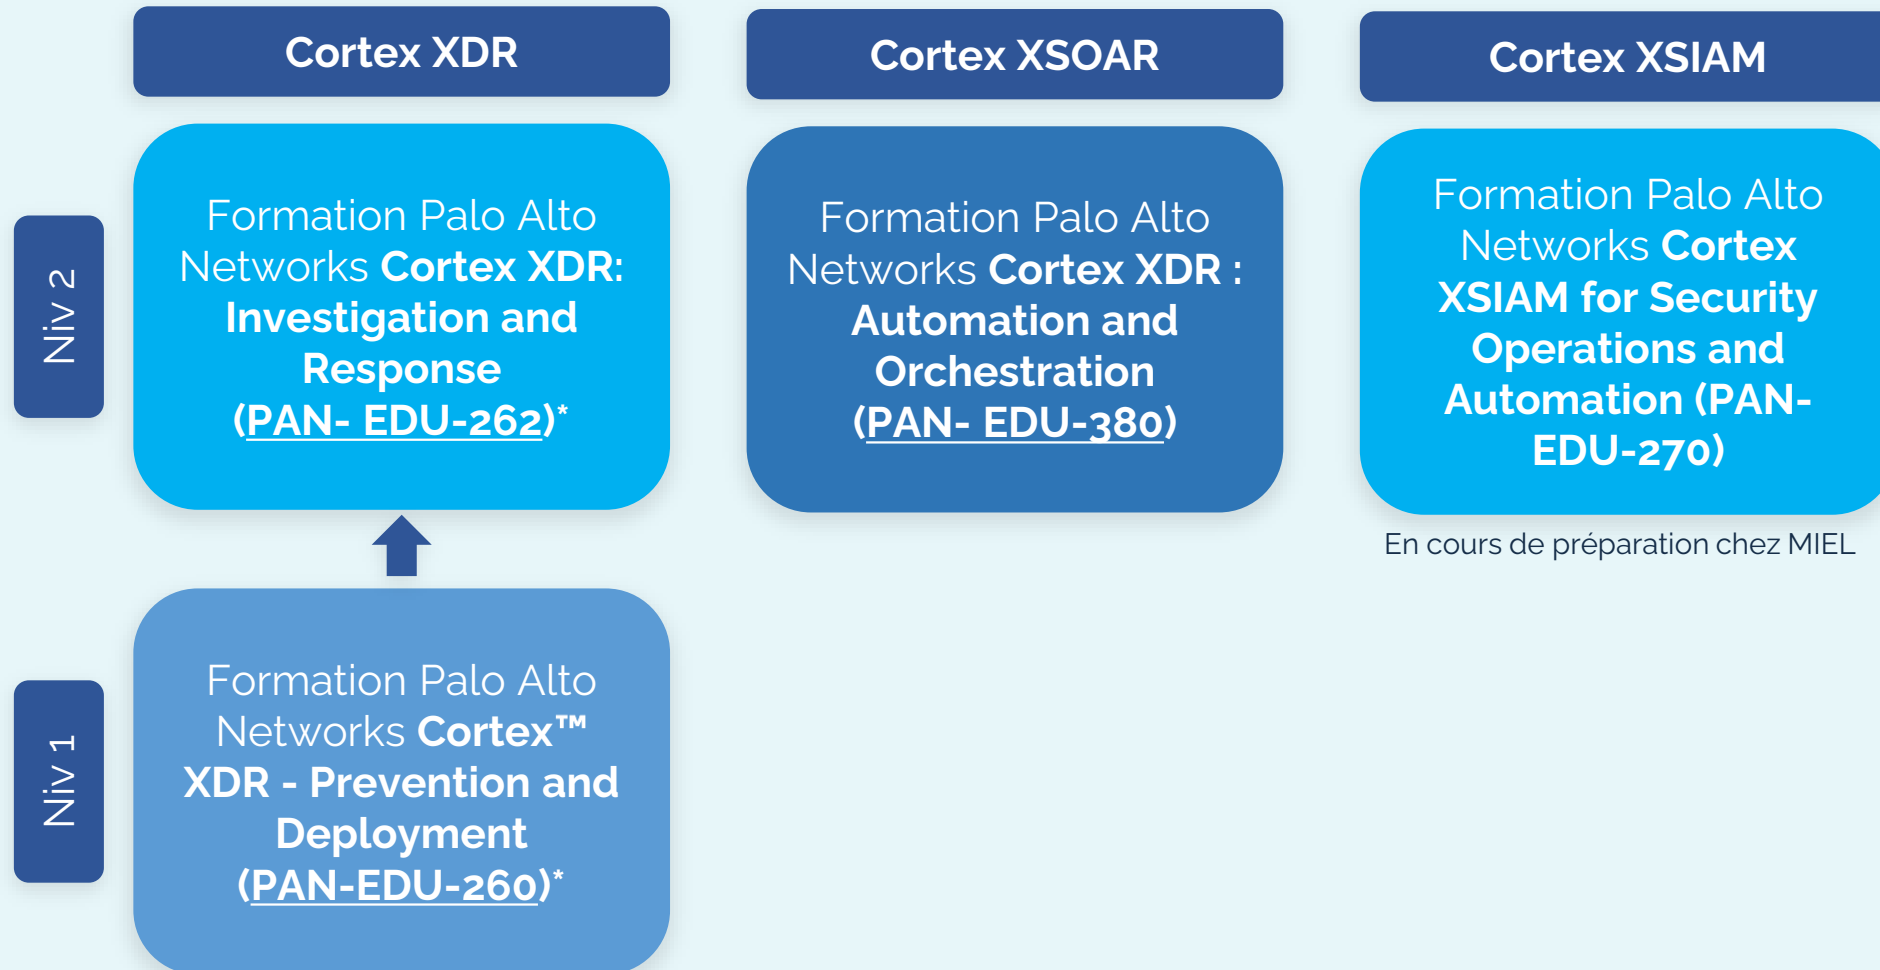 Cortex XDR
Cortex XSOAR
Cortex XSIAM
Niv 2
Formation Palo Alto
Networks Cortex XDR:
Investigation and
Response
(PAN- EDU-262)*
Formation Palo Alto
Networks Cortex XDR :
Automation and
Orchestration
(PAN- EDU-380)
Formation Palo Alto
Networks Cortex
XSIAM for Security
Operations and
Automation (PAN-
EDU-270)
En cours de préparation chez MIEL
Niv 1
Formation Palo Alto
Networks Cortex™
XDR - Prevention and
Deployment
(PAN-EDU-260)*